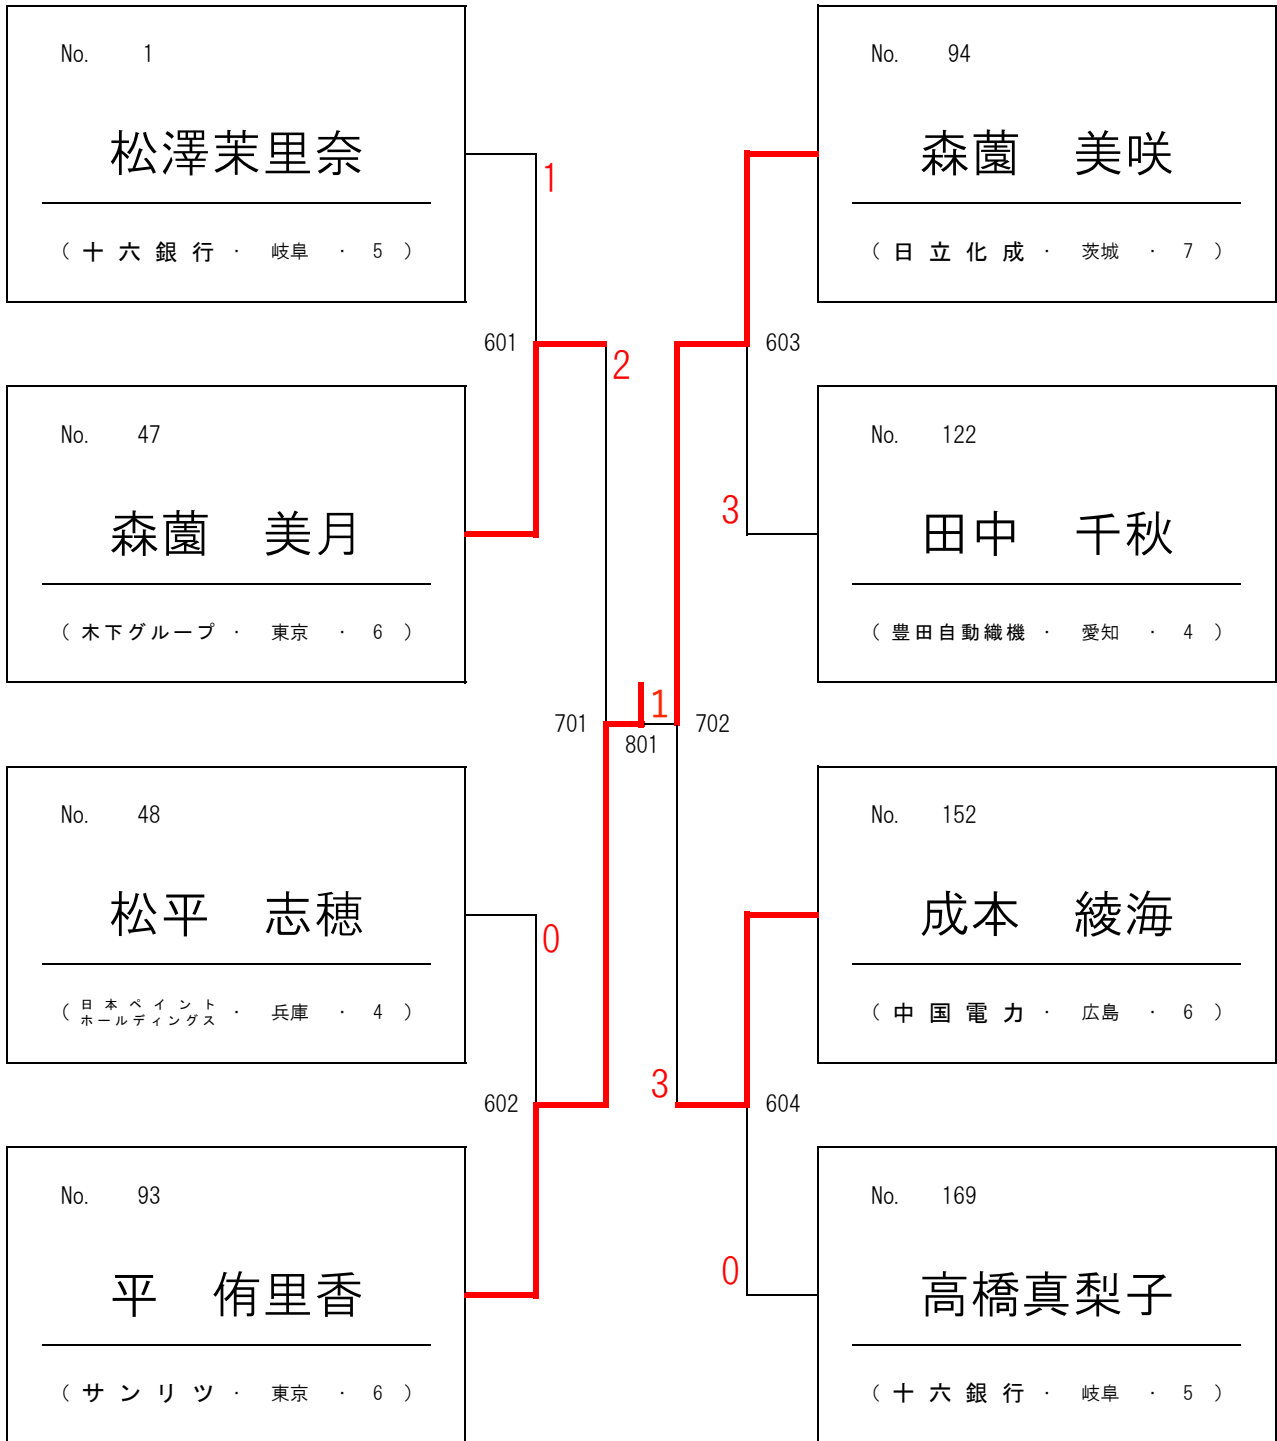 No. 1
松澤茉里奈
( 十六銀行 ・ 岐阜 ・ 5 )
No. 47
森薗 美月
( 木下グループ ・ 東京 ・ 6 )
No. 48
松平 志穂
( 日本ペイント
ホールディングス ・ 兵庫 ・ 4 )
No. 93
平 侑里香
( サンリツ ・ 東京 ・ 6 )
1
601
2
0
602
0
701
801
1
702
3
603
3
604
0
No. 94
森薗 美咲
( 日立化成 ・ 茨城 ・ 7 )
No. 122
田中 千秋
( 豊田自動織機 ・ 愛知 ・ 4 )
No. 152
成本 綾海
( 中国電力 ・ 広島 ・ 6 )
No. 169
高橋真梨子
( 十六銀行 ・ 岐阜 ・ 5 )